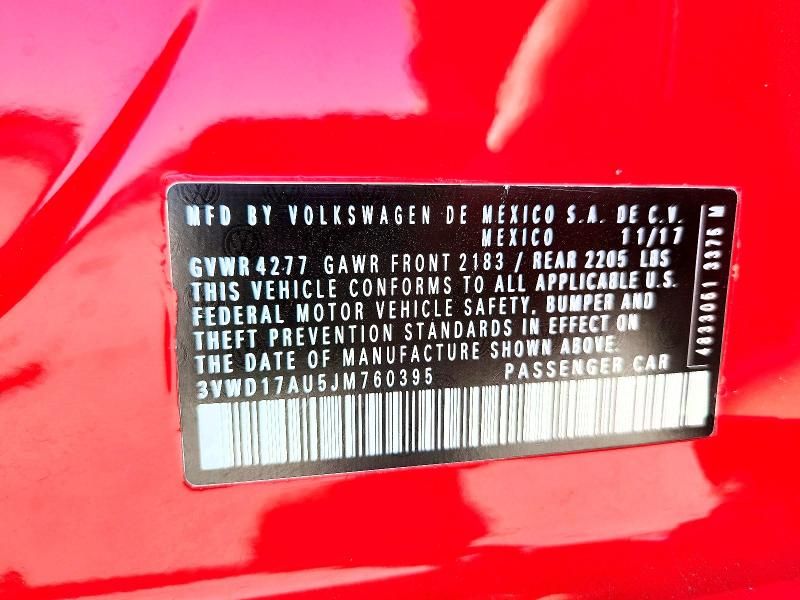 MFD BY VOLKSWAGEN DE MEXICO S.A. DE C.V.
MEXICO 11/17
GVWR 4277 GAWR FRONT 2183 / REAR 2205 LBS
THIS VEHICLE CONFORMS TO ALL APPLICABLE U.S.
FEDERAL MOTOR VEHICLE SAFETY, BUMPER AND
THEFT PREVENTION STANDARDS IN EFFECT ON
THE DATE OF MANUFACTURE SHOWN ABOVE.
3VWD17AU5JM760395 PASSENGER CAR
4833061 3376 M